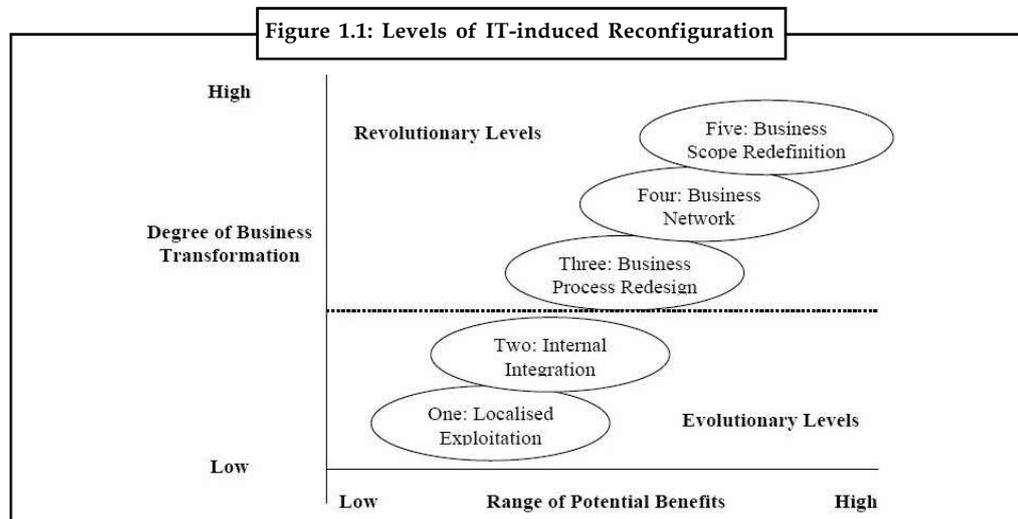 Figure 1.1: Levels of IT-induced Reconfiguration
High
Revolutionary Levels
Five: Business
Scope Redefinition
Four: Business
Network
Degree of Business
Transformation
Three: Business
Process Redesign
Two: Internal
Integration
One: Localised
Exploitation
Evolutionary Levels
Low
Low
Range of Potential Benefits
High